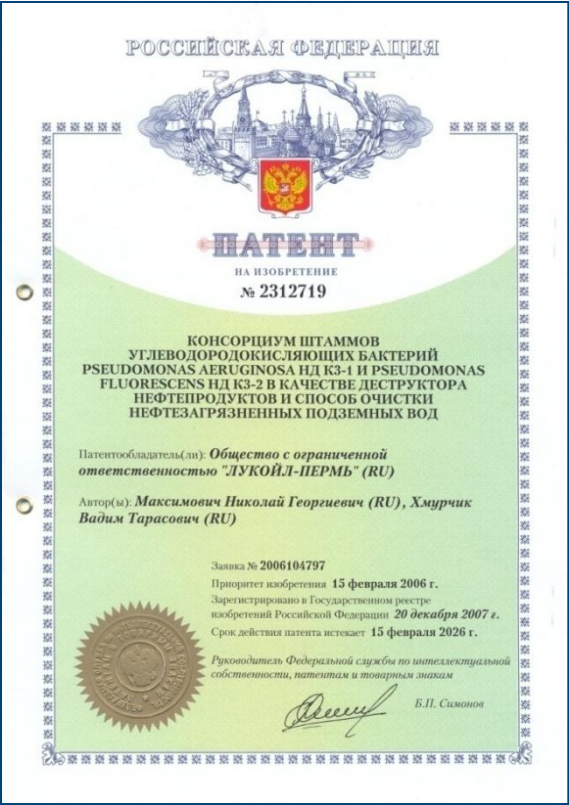 РОССИЙСКАЯ ФЕДЕРАЦИЯ
ПАТЕНТ
НА ИЗОБРЕТЕНИЕ
№ 2312719
КОНСОРЦИУМ ШТАММОВ
УГЛЕВОДОРОДОКИСЛЯЮЩИХ БАКТЕРИЙ
PSEUDOMONAS AERUGINOSA НД К3-1 И PSEUDOMONAS
FLUORESCENS НД К3-2 В КАЧЕСТВЕ ДЕСТРУКТОРА
НЕФТЕПРОДУКТОВ И СПОСОБ ОЧИСТКИ
НЕФТЕЗАГРЯЗНЕННЫХ ПОДЗЕМНЫХ ВОД
Патентообладатель(ли): Общество с ограниченной
ответственностью "ЛУКОЙЛ-ПЕРМЬ" (RU)
Автор(ы): Максимович Николай Георгиевич (RU), Хмурчик
Вадим Тарасович (RU)
Заявка № 2006104797
Приоритет изобретения 15 февраля 2006 г.
Зарегистрировано в Государственном реестре
изобретений Российской Федерации 20 декабря 2007 г.
Срок действия патента истекает 15 февраля 2026 г.
Руководитель Федеральной службы по интеллектуальной
собственности, патентам и товарным знакам
Б.П. Симонов